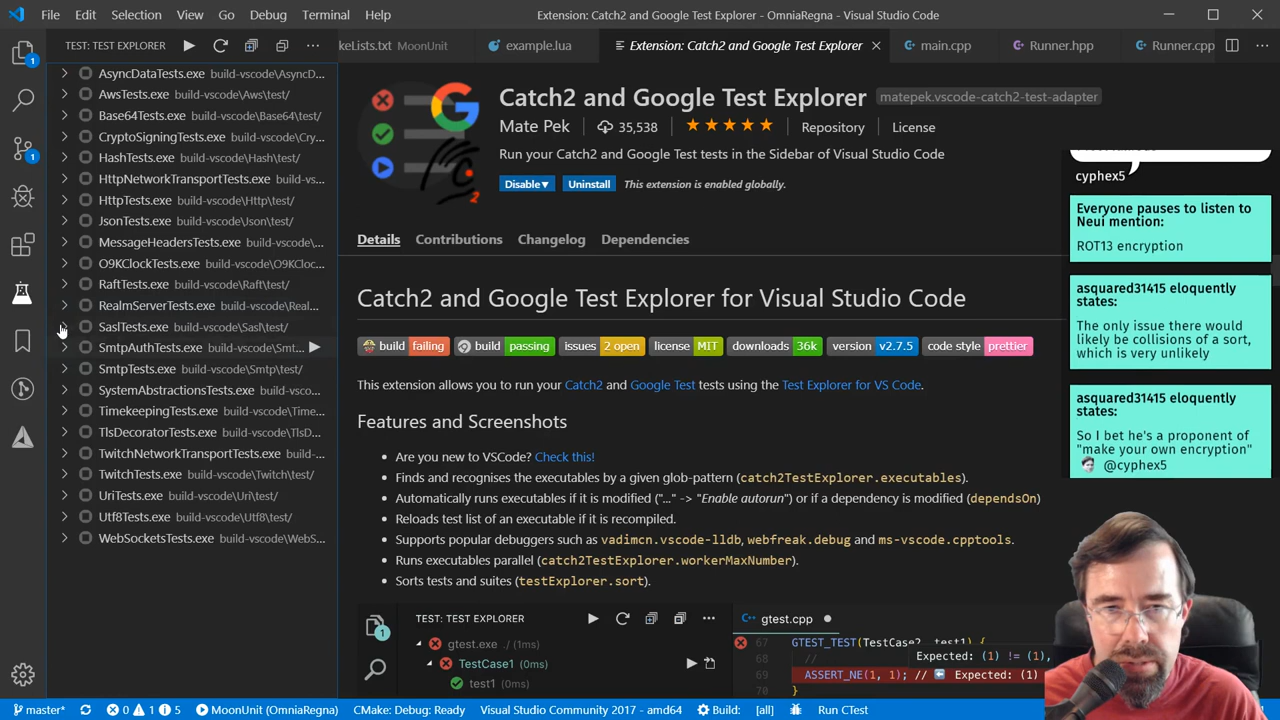 File Edit Selection View Go Debug Terminal Help
Extension: Catch2 and Google Test Explorer - OmniaRegna - Visual Studio Code
TEST: TEST EXPLORER
keLists.txt MoonUnit
example.lua
Extension: Catch2 and Google Test Explorer
main.cpp
Runner.hpp
Runner.cpp
1
1
AsyncDataTests.exe build-vscode\AsyncD...
AwsTests.exe build-vscode\Aws\test/
Base64Tests.exe build-vscode\Base64\test/
CryptoSigningTests.exe build-vscode\Cry...
HashTests.exe build-vscode\Hash\test/
HttpNetworkTransportTests.exe build-vs...
HttpTests.exe build-vscode\Http\test/
JsonTests.exe build-vscode\Json\test/
MessageHeadersTests.exe build-vscode\...
O9KClockTests.exe build-vscode\O9KCloc...
RaftTests.exe build-vscode\Raft\test/
RealmServerTests.exe build-vscode\Real...
SaslTests.exe build-vscode\Sasl\test/
SmtpAuthTests.exe build-vscode\Smt...
SmtpTests.exe build-vscode\Smtp\test/
SystemAbstractionsTests.exe build-vsco...
TimekeepingTests.exe build-vscode\Time...
TlsDecoratorTests.exe build-vscode\TlsD...
TwitchNetworkTransportTests.exe build-...
TwitchTests.exe build-vscode\Twitch\test/
UriTests.exe build-vscode\Uri\test/
Utf8Tests.exe build-vscode\Utf8\test/
WebSocketsTests.exe build-vscode\WebS...
Catch2 and Google Test Explorer matepek.vscode-catch2-test-adapter
Mate Pek 35,538 Repository License
Run your Catch2 and Google Test tests in the Sidebar of Visual Studio Code
Disable Uninstall This extension is enabled globally.
Details Contributions Changelog Dependencies
Catch2 and Google Test Explorer for Visual Studio Code
build failing build passing issues 2 open license MIT downloads 36k version v2.7.5 code style prettier
This extension allows you to run your Catch2 and Google Test tests using the Test Explorer for VS Code.
Features and Screenshots
Are you new to VSCode? Check this!
Finds and recognises the executables by a given glob-pattern (catch2TestExplorer.executables).
Automatically runs executables if it is modified ("..." -> "Enable autorun") or if a dependency is modified (dependsOn)
Reloads test list of an executable if it is recompiled.
Supports popular debuggers such as vadimcn.vscode-lldb, webfreak.debug and ms-vscode.cpptools.
Runs executables parallel (catch2TestExplorer.workerMaxNumber).
Sorts tests and suites (testExplorer.sort).
1
TEST: TEST EXPLORER
gtest.exe ./ (1ms)
TestCase1 (0ms)
test1 (0ms)
gtest.cpp
67 GTEST_TEST(TestCase2, test1) {
68 //
Expected: (1) != (1),
69 ASSERT_NE(1, 1); // Expected: (1)
70 }
cyphex5
Everyone pauses to listen to
Neui mention:
ROT13 encryption
asquared31415 eloquently
states:
The only issue there would
likely be collisions of a sort,
which is very unlikely
asquared31415 eloquently
states:
So I bet he's a proponent of
"make your own encryption"
@cyphex5
master* 0 1 5 MoonUnit (OmniaRegna) CMake: Debug: Ready Visual Studio Community 2017 - amd64 Build: [all] Run CTest